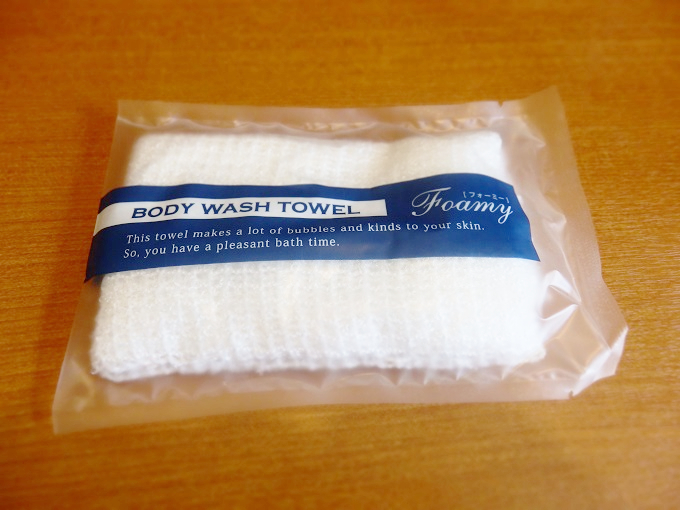 BODY WASH TOWEL
[フォーミー]
Foamy
This towel makes a lot of bubbles and kinds to your skin.
So, you have a pleasant bath time.